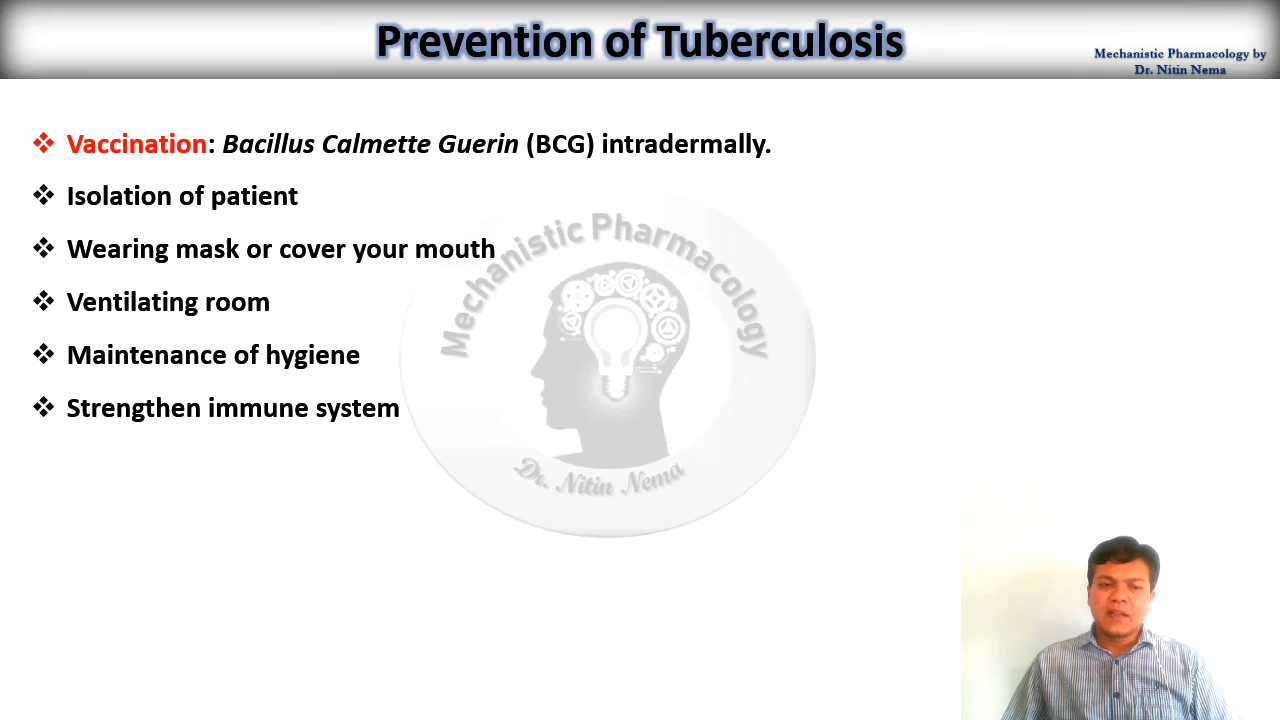 Prevention of Tuberculosis
Mechanistic Pharmacology by
Dr. Nitin Nema
❖ Vaccination: Bacillus Calmette Guerin (BCG) intradermally.
❖ Isolation of patient
❖ Wearing mask or cover your mouth
❖ Ventilating room
❖ Maintenance of hygiene
❖ Strengthen immune system
Mechanistic Pharmacology
Dr. Nitin Nema